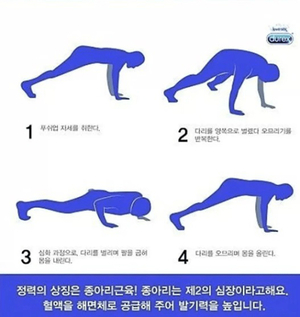 durex
1 푸쉬업 자세를 취한다.
2 다리를 양쪽으로 벌렸다 오므리기를
반복한다.
3 심화 과정으로, 다리를 벌리며 팔을 굽혀
몸을 내린다.
4 다리를 오므리며 몸을 올린다.
정력의 상징은 종아리근육! 종아리는 제2의 심장이라고해요.
혈액을 해면체로 공급해 주어 발기력을 높입니다.